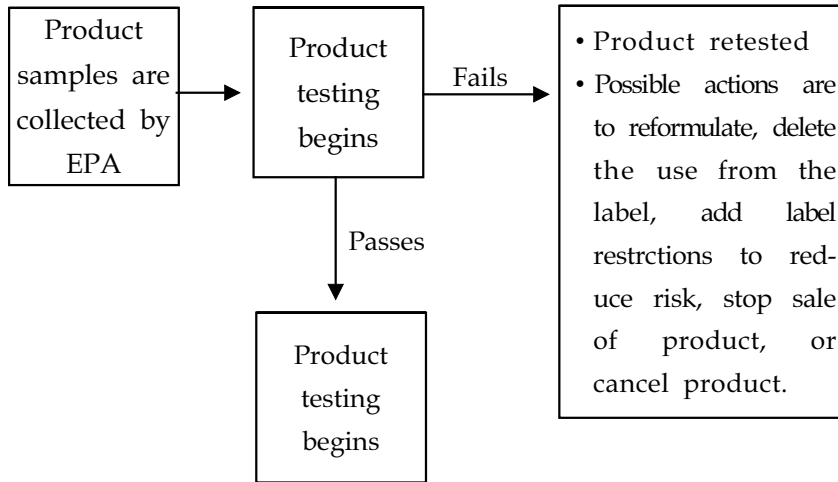 Product
samples are
collected by
EPA
Product
testing
begins
Fails
• Product retested
• Possible actions are
to reformulate, delete
the use from the
label, add label
restrctions to red-
uce risk, stop sale
of product, or
cancel product.
Passes
Product
testing
begins